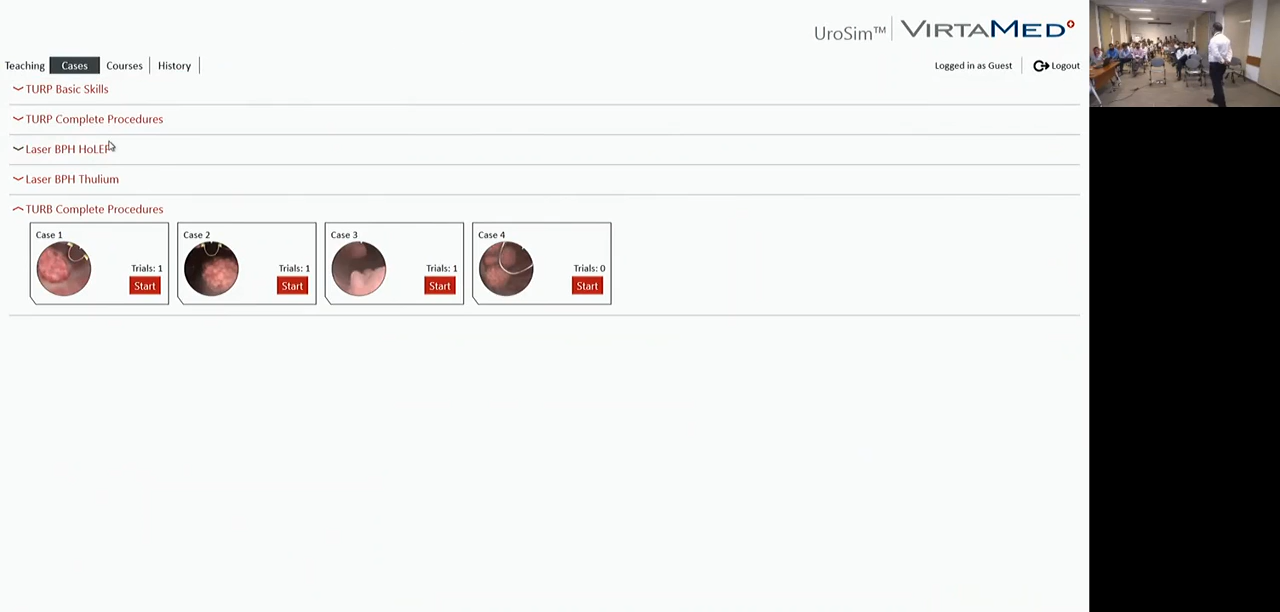 UroSim™ VIRTAMED
Teaching Cases Courses History Logged in as Guest Logout
TURP Basic Skills
TURP Complete Procedures
Laser BPH HoLEP
Laser BPH Thulium
TURB Complete Procedures
Case 1 Case 2 Case 3 Case 4
Trials: 1 Trials: 1 Trials: 1 Trials: 0
Start Start Start Start